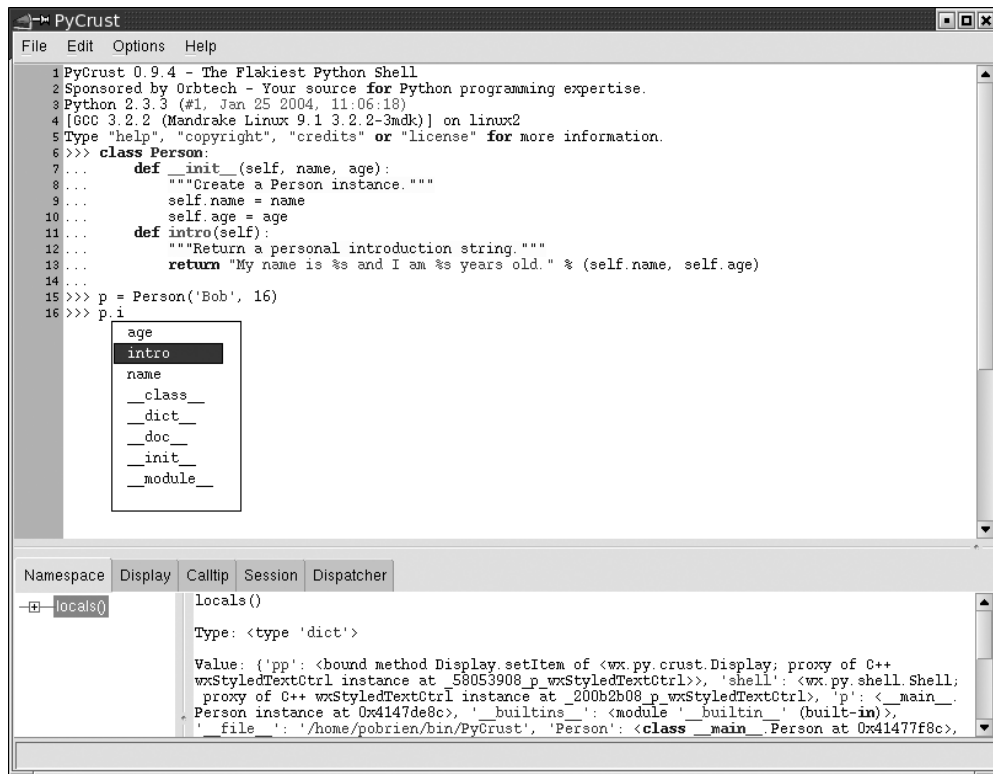 PyCrust
File Edit Options Help
1 PyCrust 0.9.4 - The Flakiest Python Shell
2 Sponsored by Orbtech - Your source for Python programming expertise.
3 Python 2.3.3 (#1, Jan 25 2004, 11:06:18)
4 [GCC 3.2.2 (Mandrake Linux 9.1 3.2.2-3mdk)] on linux2
5 Type "help", "copyright", "credits" or "license" for more information.
6 >>> class Person:
7 ...     def __init__(self, name, age):
8 ...         """Create a Person instance."""
9 ...         self.name = name
10 ...         self.age = age
11 ...     def intro(self):
12 ...         """Return a personal introduction string."""
13 ...         return "My name is %s and I am %s years old." % (self.name, self.age)
14 ...
15 >>> p = Person('Bob', 16)
16 >>> p.i
age
intro
name
__class__
__dict__
__doc__
__init__
__module__
Namespace Display Calltip Session Dispatcher
locals()
locals()
Type: <type 'dict'>
Value: {'pp': <bound method Display.setItem of <wx.py.crust.Display; proxy of C++
wxStyledTextCtrl instance at _58053908_p_wxStyledTextCtrl>>, 'shell': <wx.py.shell.Shell;
proxy of C++ wxStyledTextCtrl instance at _200b2b08_p_wxStyledTextCtrl>, 'p': <__main__.
Person instance at 0x4147de8c>, '__builtins__': <module '__builtin__' (built-in)>,
'__file__': '/home/pobrien/bin/PyCrust', 'Person': <class __main__.Person at 0x41477f8c>,